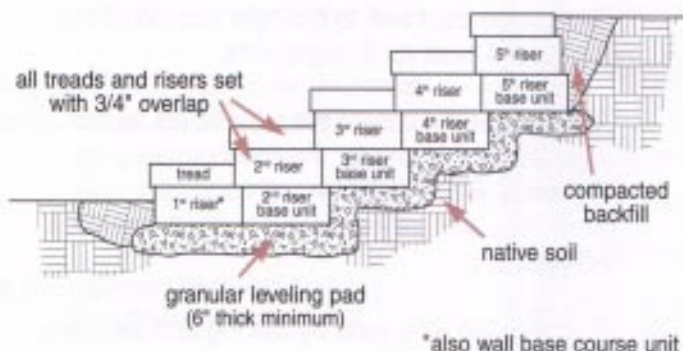 5ᵗʰ riser
all treads and risers set
with 3/4" overlap
4ᵗʰ riser
5ᵗʰ riser
base unit
3ʳᵈ riser
4ᵗʰ riser
base unit
tread
2ⁿᵈ riser
3ʳᵈ riser
base unit
compacted
backfill
1ˢᵗ riser*
2ⁿᵈ riser
base unit
native soil
granular leveling pad
(6" thick minimum)
*also wall base course unit